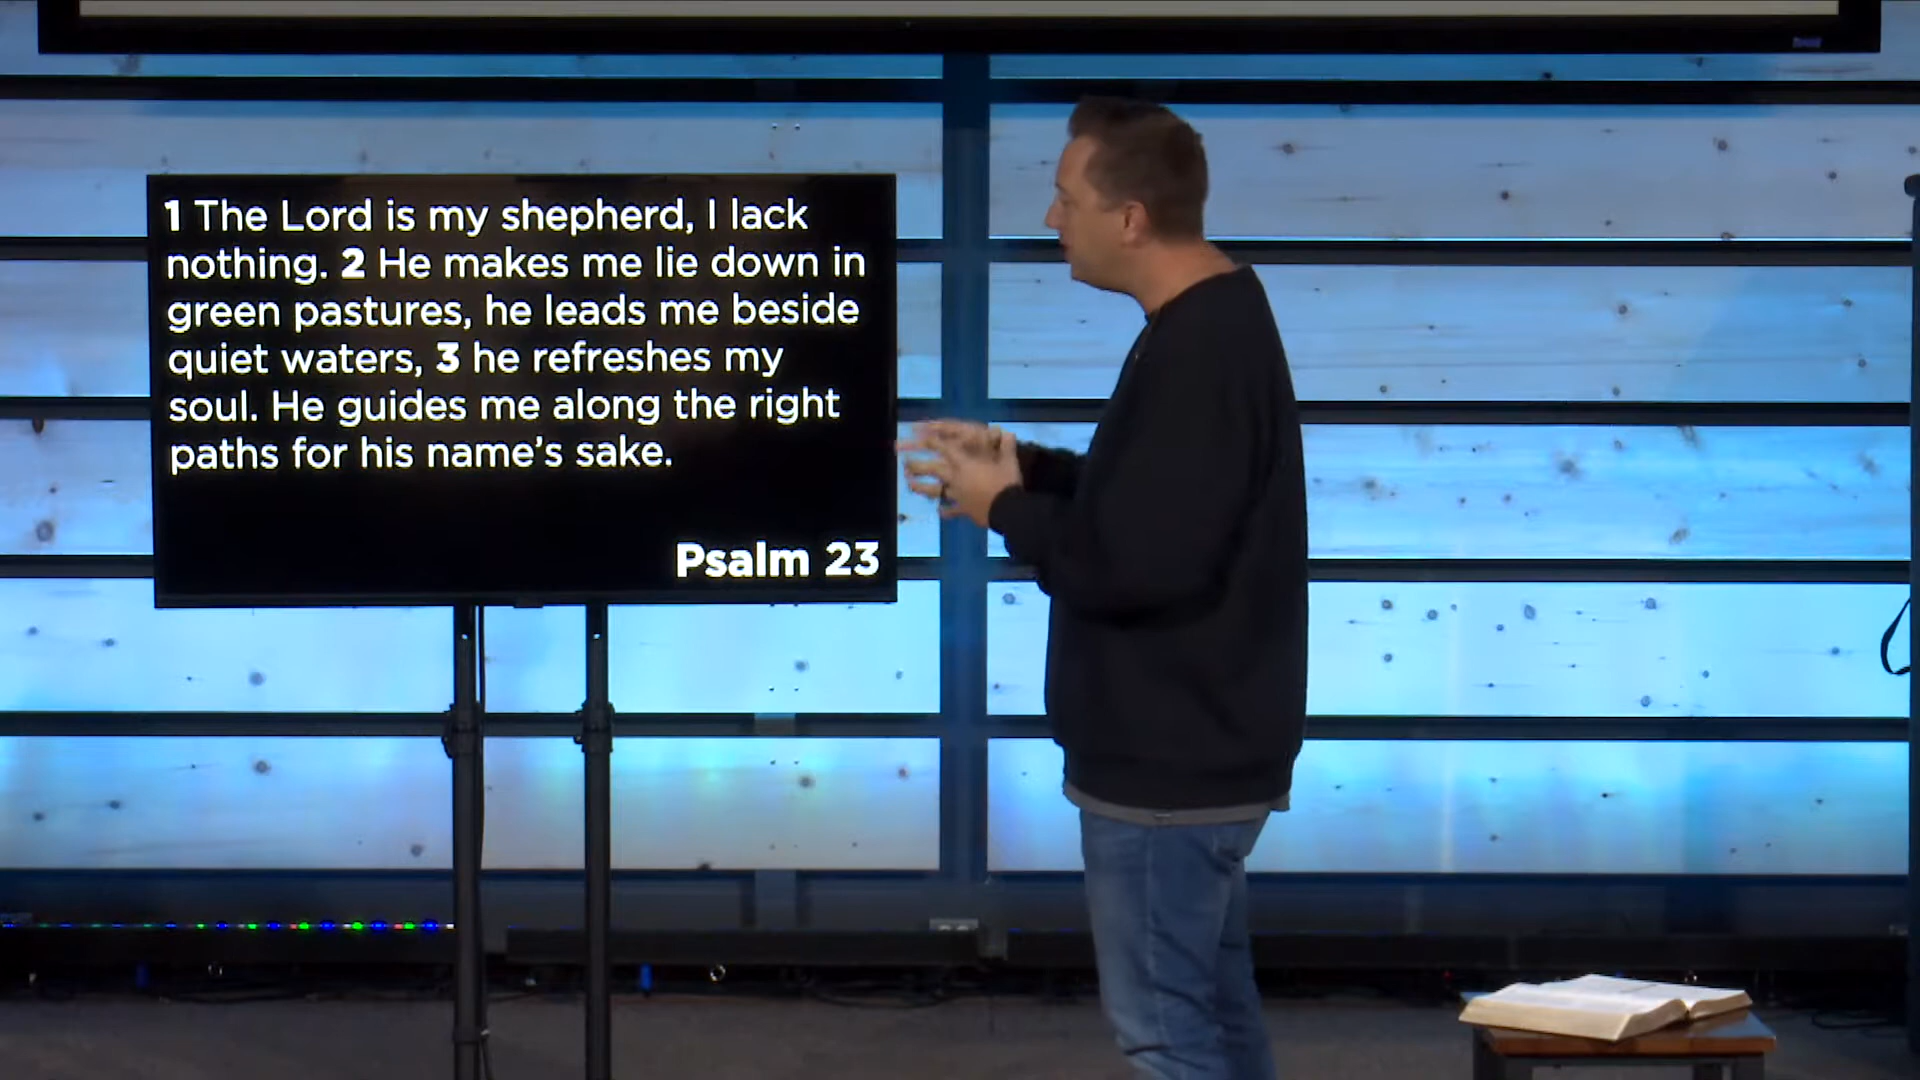 1 The Lord is my shepherd, I lack
nothing. 2 He makes me lie down in
green pastures, he leads me beside
quiet waters, 3 he refreshes my
soul. He guides me along the right
paths for his name’s sake.
Psalm 23